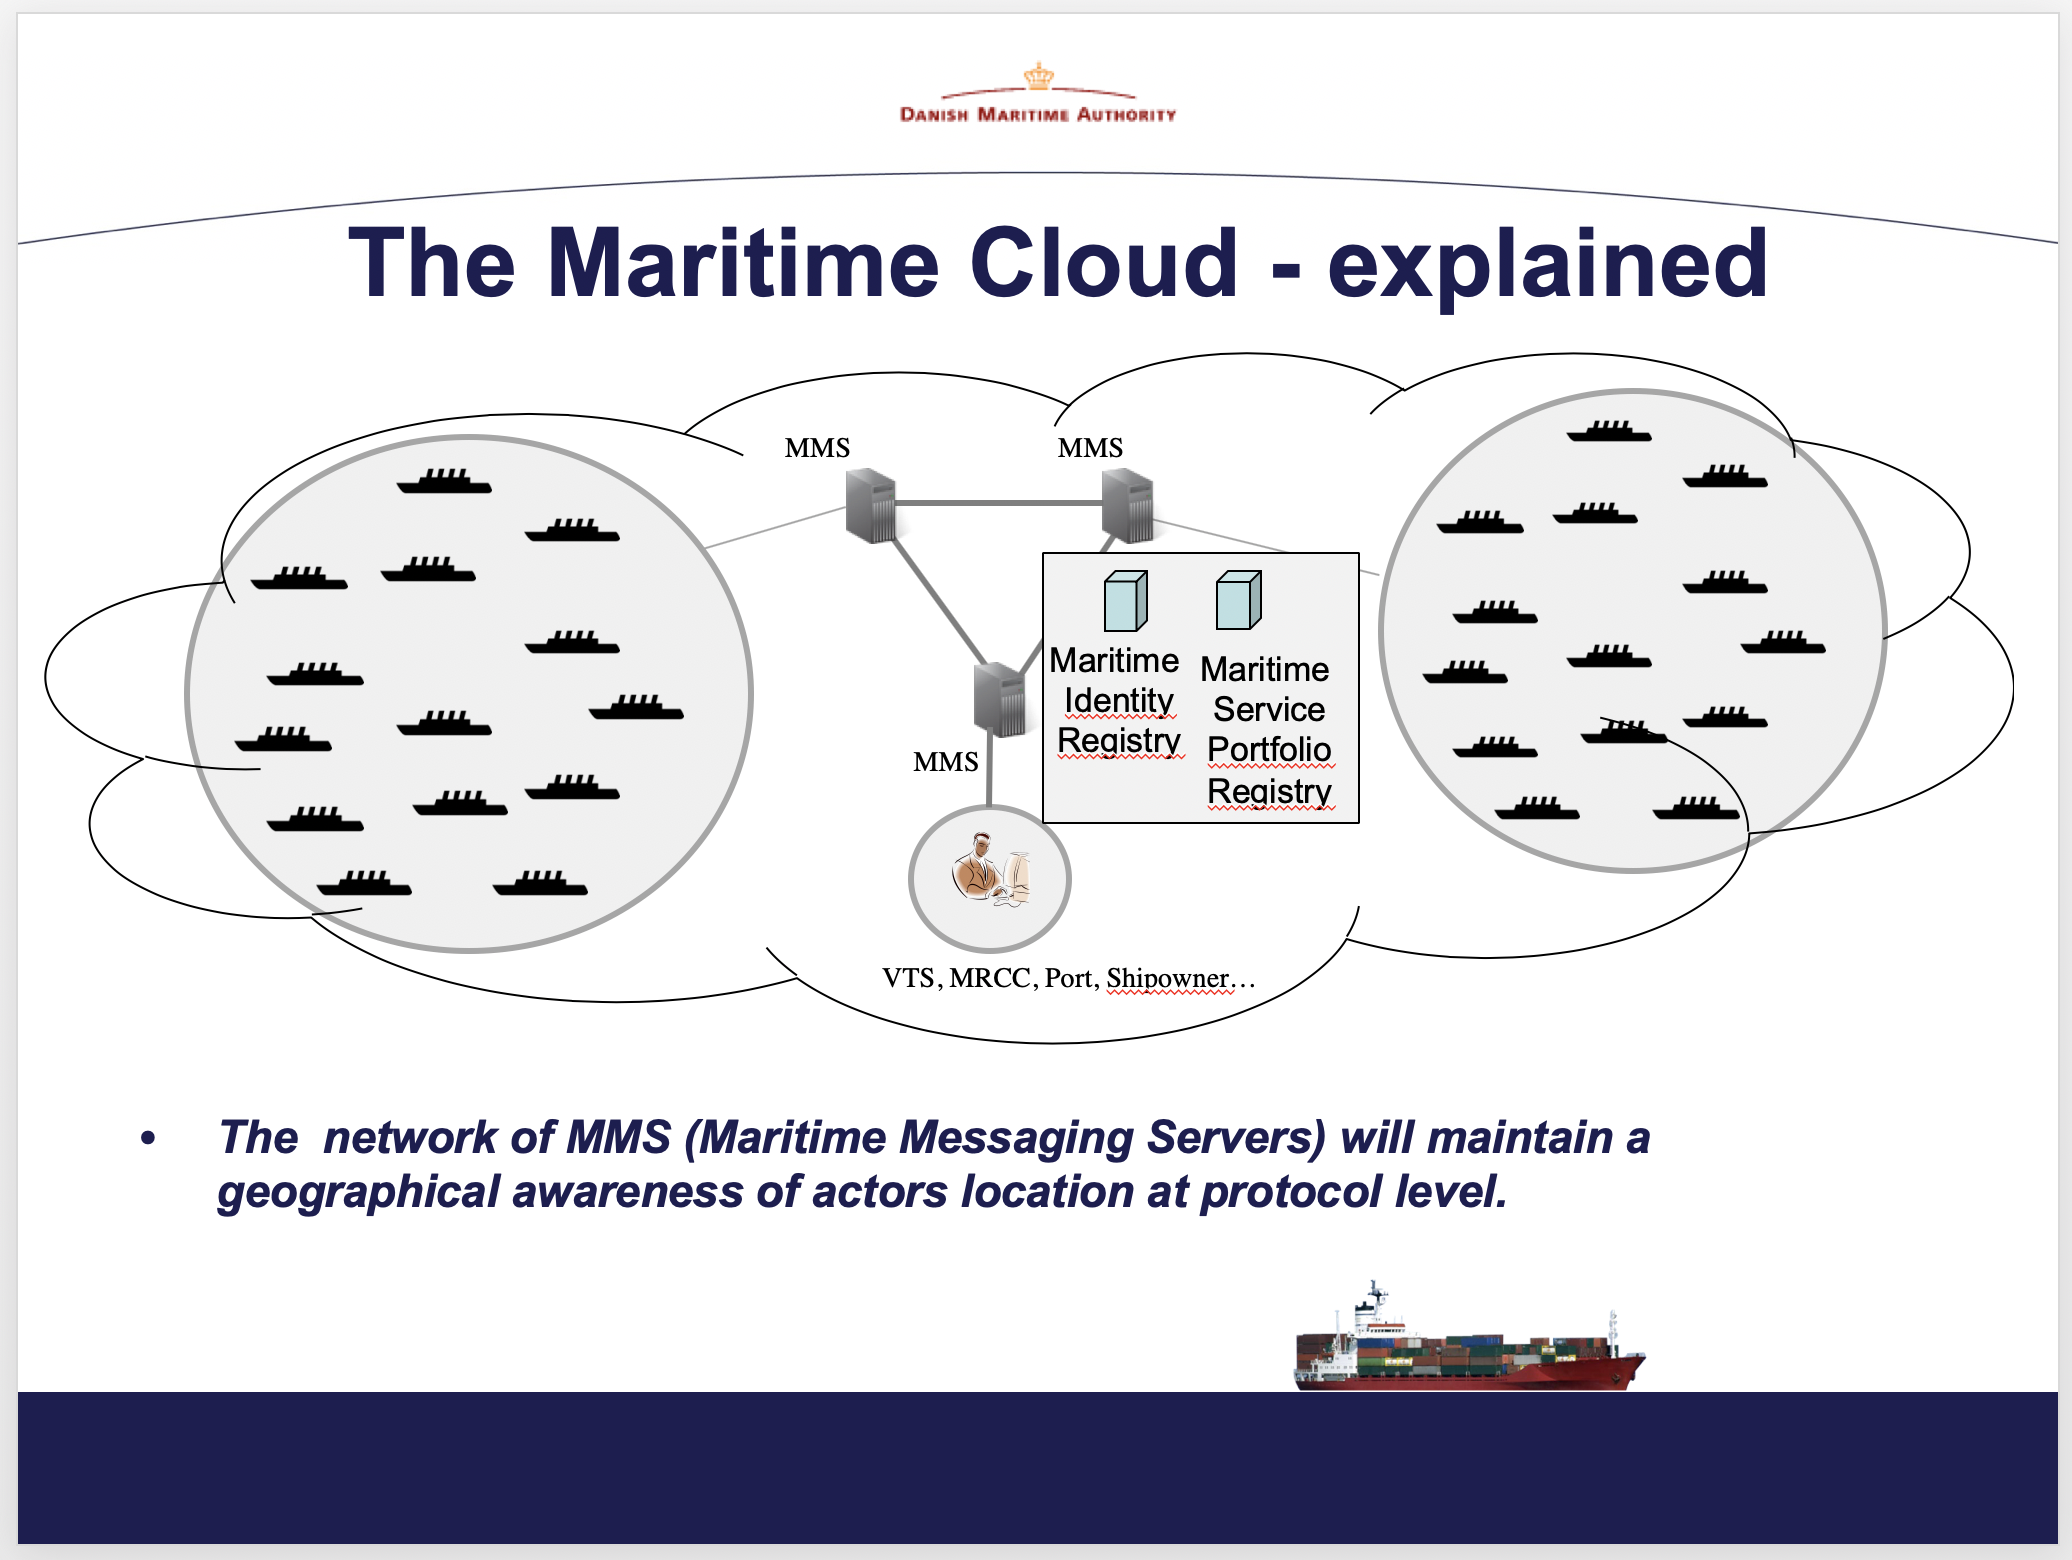 DANISH MARITIME AUTHORITY
The Maritime Cloud - explained
MMS
MMS
Maritime
Identity
Registry
Maritime
Service
Portfolio
Registry
MMS
VTS, MRCC, Port, Shipowner…
• The  network of MMS (Maritime Messaging Servers) will maintain a
geographical awareness of actors location at protocol level.